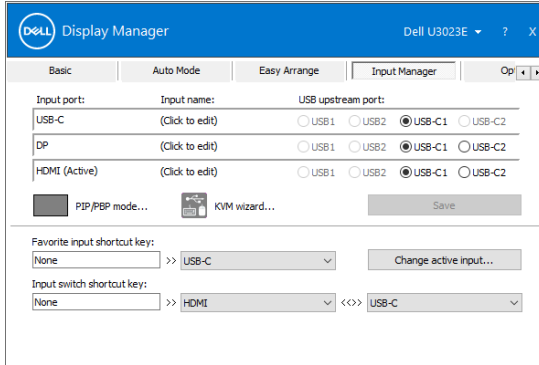 DELL Display Manager Dell U3023E ? X
Basic Auto Mode Easy Arrange Input Manager Op
Input port: Input name: USB upstream port:
USB-C (Click to edit) USB1 USB2 USB-C1 USB-C2
DP (Click to edit) USB1 USB2 USB-C1 USB-C2
HDMI (Active) (Click to edit) USB1 USB2 USB-C1 USB-C2
PIP/PBP mode... KVM wizard... Save
Favorite input shortcut key:
None >> USB-C Change active input...
Input switch shortcut key:
None >> HDMI <<>> USB-C